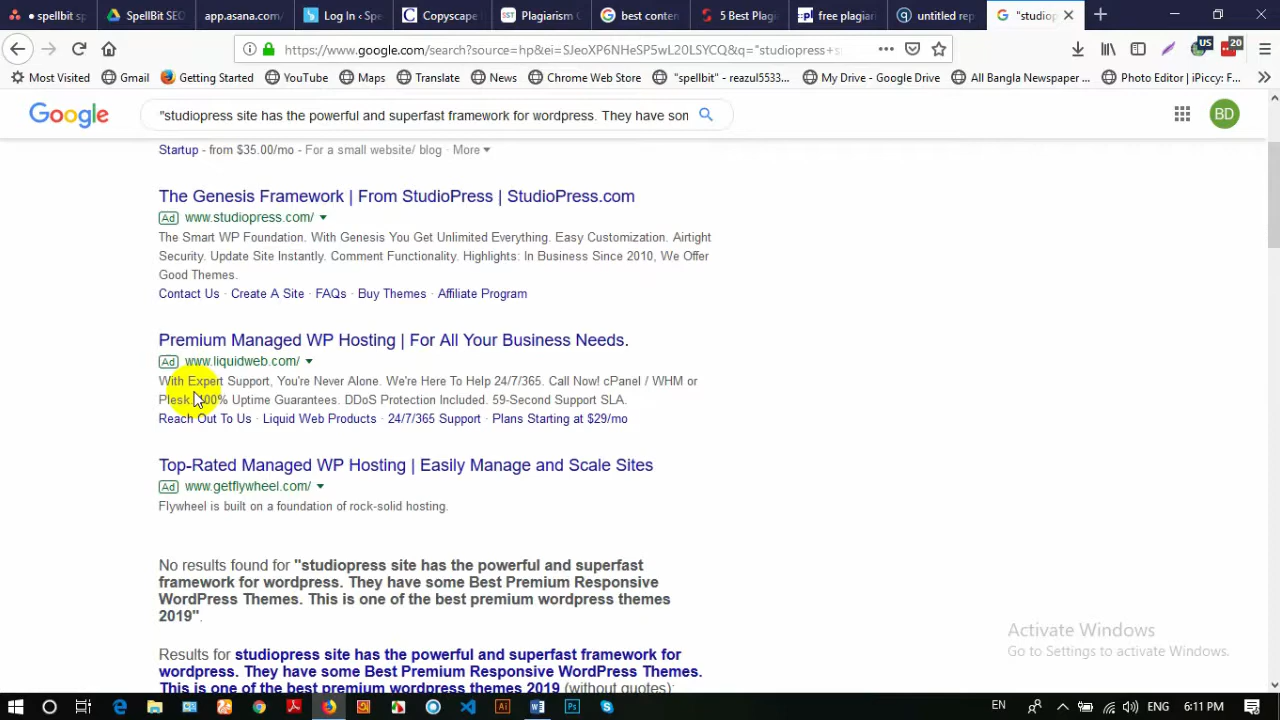 spellbit sp
SpellBit SEO
app.asana.com/
Log In ‹ Spe
Copyscape
SST
Plagiarism C
best conten
5 Best Plagi
free plagiar
untitled rep
"studiop
https://www.google.com/search?source=hp&ei=SJeoXP6NHeSP5wL20LSYCQ&q="studiopress+s
US
20
Most Visited
Gmail
Getting Started
YouTube
Maps
Translate
News
Chrome Web Store
"spellbit" - reazul5533...
My Drive - Google Drive
All Bangla Newspaper ...
Photo Editor | iPiccy: F...
Google
"studiopress site has the powerful and superfast framework for wordpress. They have son
BD
Startup - from $35.00/mo - For a small website/ blog · More
The Genesis Framework | From StudioPress | StudioPress.com
Ad www.studiopress.com/
The Smart WP Foundation. With Genesis You Get Unlimited Everything. Easy Customization. Airtight
Security. Update Site Instantly. Comment Functionality. Highlights: In Business Since 2010, We Offer
Good Themes.
Contact Us · Create A Site · FAQs · Buy Themes · Affiliate Program
Premium Managed WP Hosting | For All Your Business Needs.
Ad www.liquidweb.com/
With Expert Support, You're Never Alone. We're Here To Help 24/7/365. Call Now! cPanel / WHM or
Plesk. 100% Uptime Guarantees. DDoS Protection Included. 59-Second Support SLA.
Reach Out To Us · Liquid Web Products · 24/7/365 Support · Plans Starting at $29/mo
Top-Rated Managed WP Hosting | Easily Manage and Scale Sites
Ad www.getflywheel.com/
Flywheel is built on a foundation of rock-solid hosting.
No results found for "studiopress site has the powerful and superfast
framework for wordpress. They have some Best Premium Responsive
WordPress Themes. This is one of the best premium wordpress themes
2019".
Results for studiopress site has the powerful and superfast framework for
wordpress. They have some Best Premium Responsive WordPress Themes.
This is one of the best premium wordpress themes 2019 (without quotes):
Activate Windows
Go to Settings to activate Windows.
EN
6:11 PM